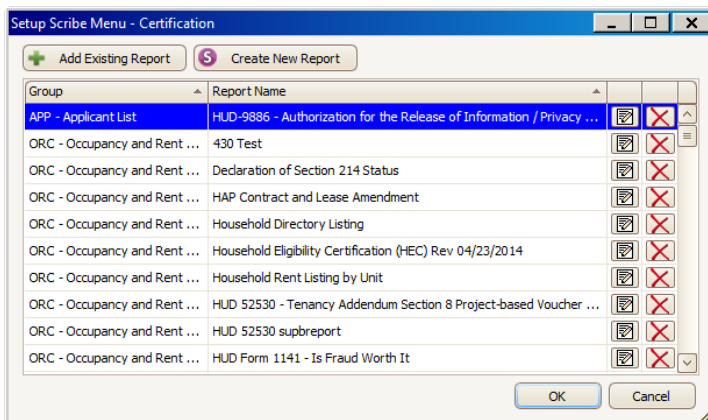 Setup Scribe Menu - Certification
Add Existing Report S Create New Report
Group Report Name
APP - Applicant List HUD-9886 - Authorization for the Release of Information / Privacy ...
ORC - Occupancy and Rent ... 430 Test
ORC - Occupancy and Rent ... Declaration of Section 214 Status
ORC - Occupancy and Rent ... HAP Contract and Lease Amendment
ORC - Occupancy and Rent ... Household Directory Listing
ORC - Occupancy and Rent ... Household Eligibility Certification (HEC) Rev 04/23/2014
ORC - Occupancy and Rent ... Household Rent Listing by Unit
ORC - Occupancy and Rent ... HUD 52530 - Tenancy Addendum Section 8 Project-based Voucher ...
ORC - Occupancy and Rent ... HUD 52530 supbreport
ORC - Occupancy and Rent ... HUD Form 1141 - Is Fraud Worth It
OK Cancel